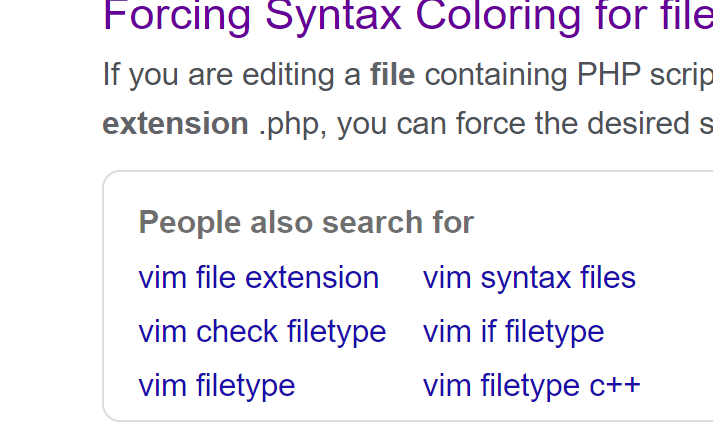 Forcing Syntax Coloring for file
If you are editing a file containing PHP scrip
extension .php, you can force the desired s
People also search for
vim file extension vim syntax files
vim check filetype vim if filetype
vim filetype vim filetype c++